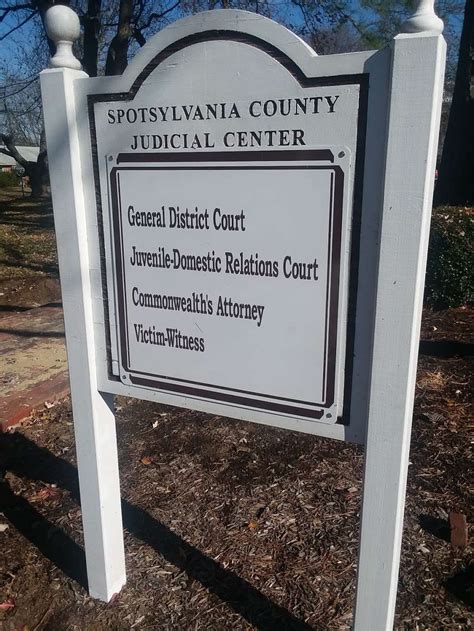 SPOTSYLVANIA COUNTY
JUDICIAL CENTER
General District Court
Juvenile-Domestic Relations Court
Commonwealth's Attorney
Victim-Witness